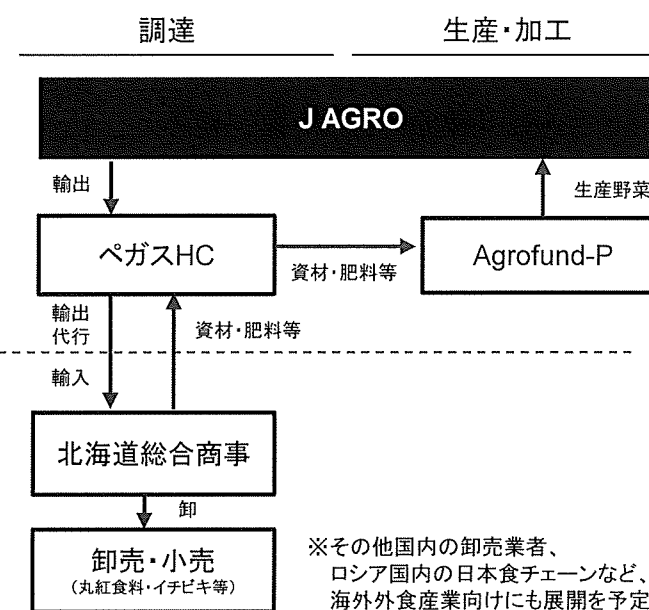 調達
生産・加工
J AGRO
輸出
生産野菜
ペガスHC
資材・肥料等
Agrofund-P
輸出
代行
資材・肥料等
輸入
北海道総合商事
卸
卸売・小売
(丸紅食料・イチビキ等)
※その他国内の卸売業者、
ロシア国内の日本食チェーンなど、
海外外食産業向けにも展開を予定